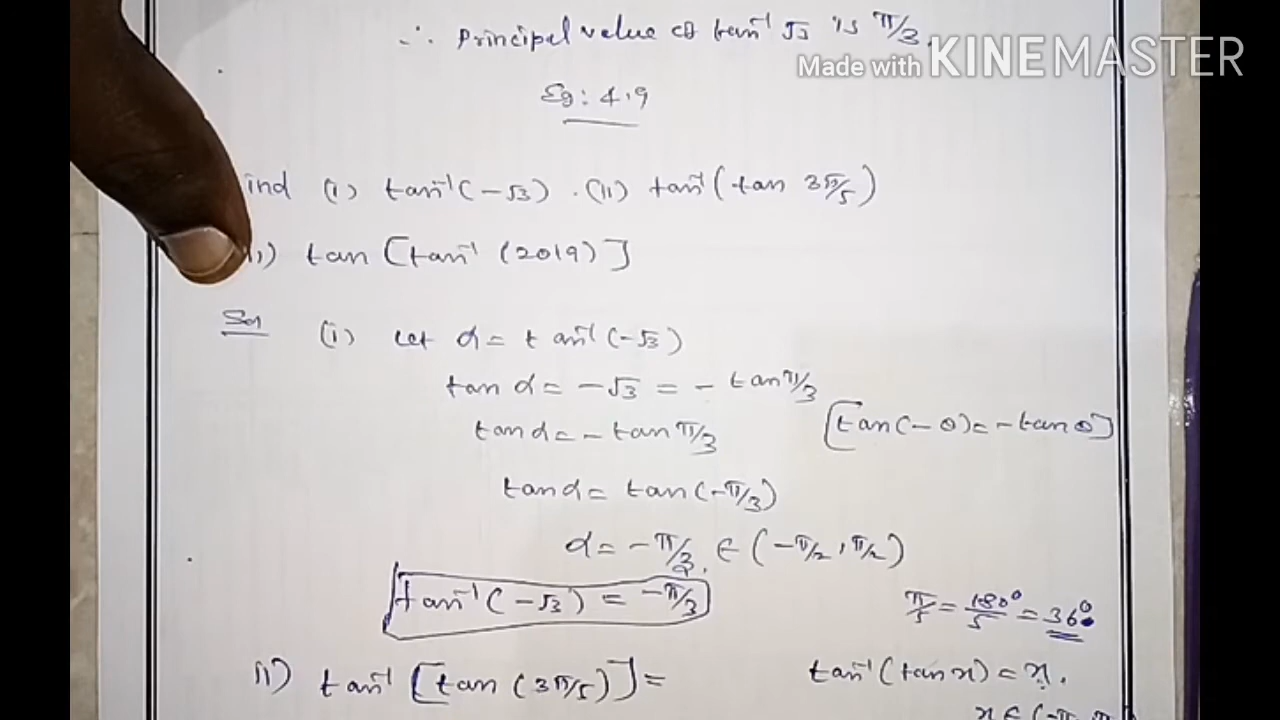 ∴ Principal value of tan⁻¹ √3 is π/3.
Made with KINEMASTER
Eg: 4.9
ind (i) tan⁻¹(-√3) . (ii) tan⁻¹(tan 3π/5)
i) tan [tan⁻¹ (2019)]
Sol (i) Let α = tan⁻¹(-√3)
tan α = -√3 = - tan π/3
tan α = - tan π/3 [tan(-θ) = -tan θ]
tan α = tan(-π/3)
α = -π/3 ∈ (-π/2, π/2)
tan⁻¹(-√3) = -π/3
π/5 = 180°/5 = 36°
ii) tan⁻¹ [tan (3π/5)] = tan⁻¹(tan x) = x.
x ∈ (-π